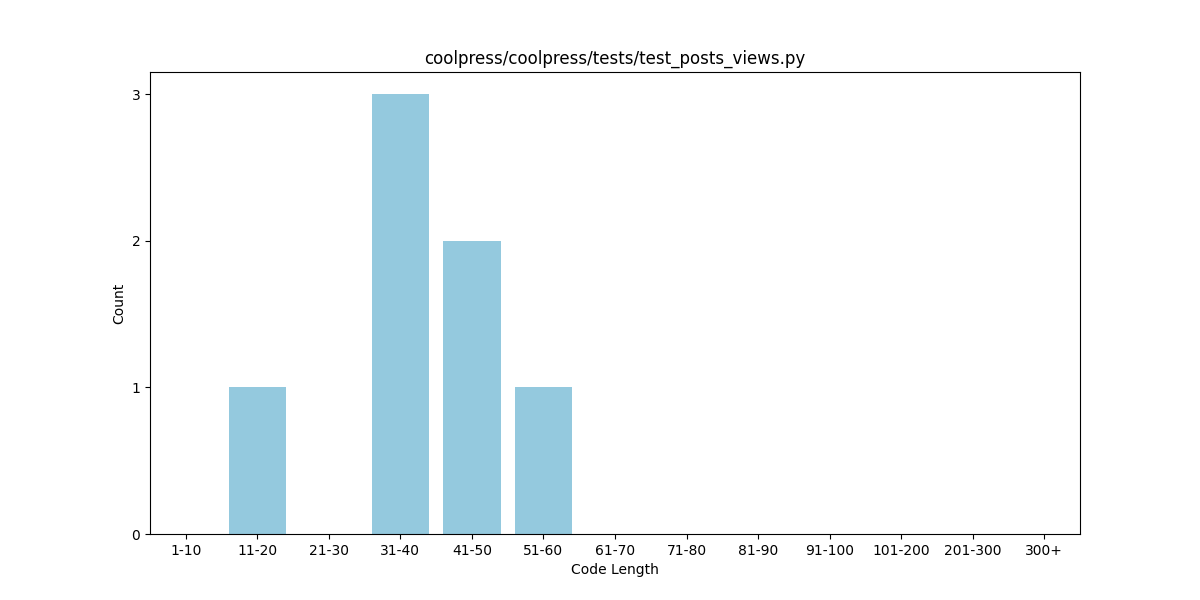 coolpress/coolpress/tests/test_posts_views.py
3
2
1
0
Count
1-10 11-20 21-30 31-40 41-50 51-60 61-70 71-80 81-90 91-100 101-200 201-300 300+
Code Length